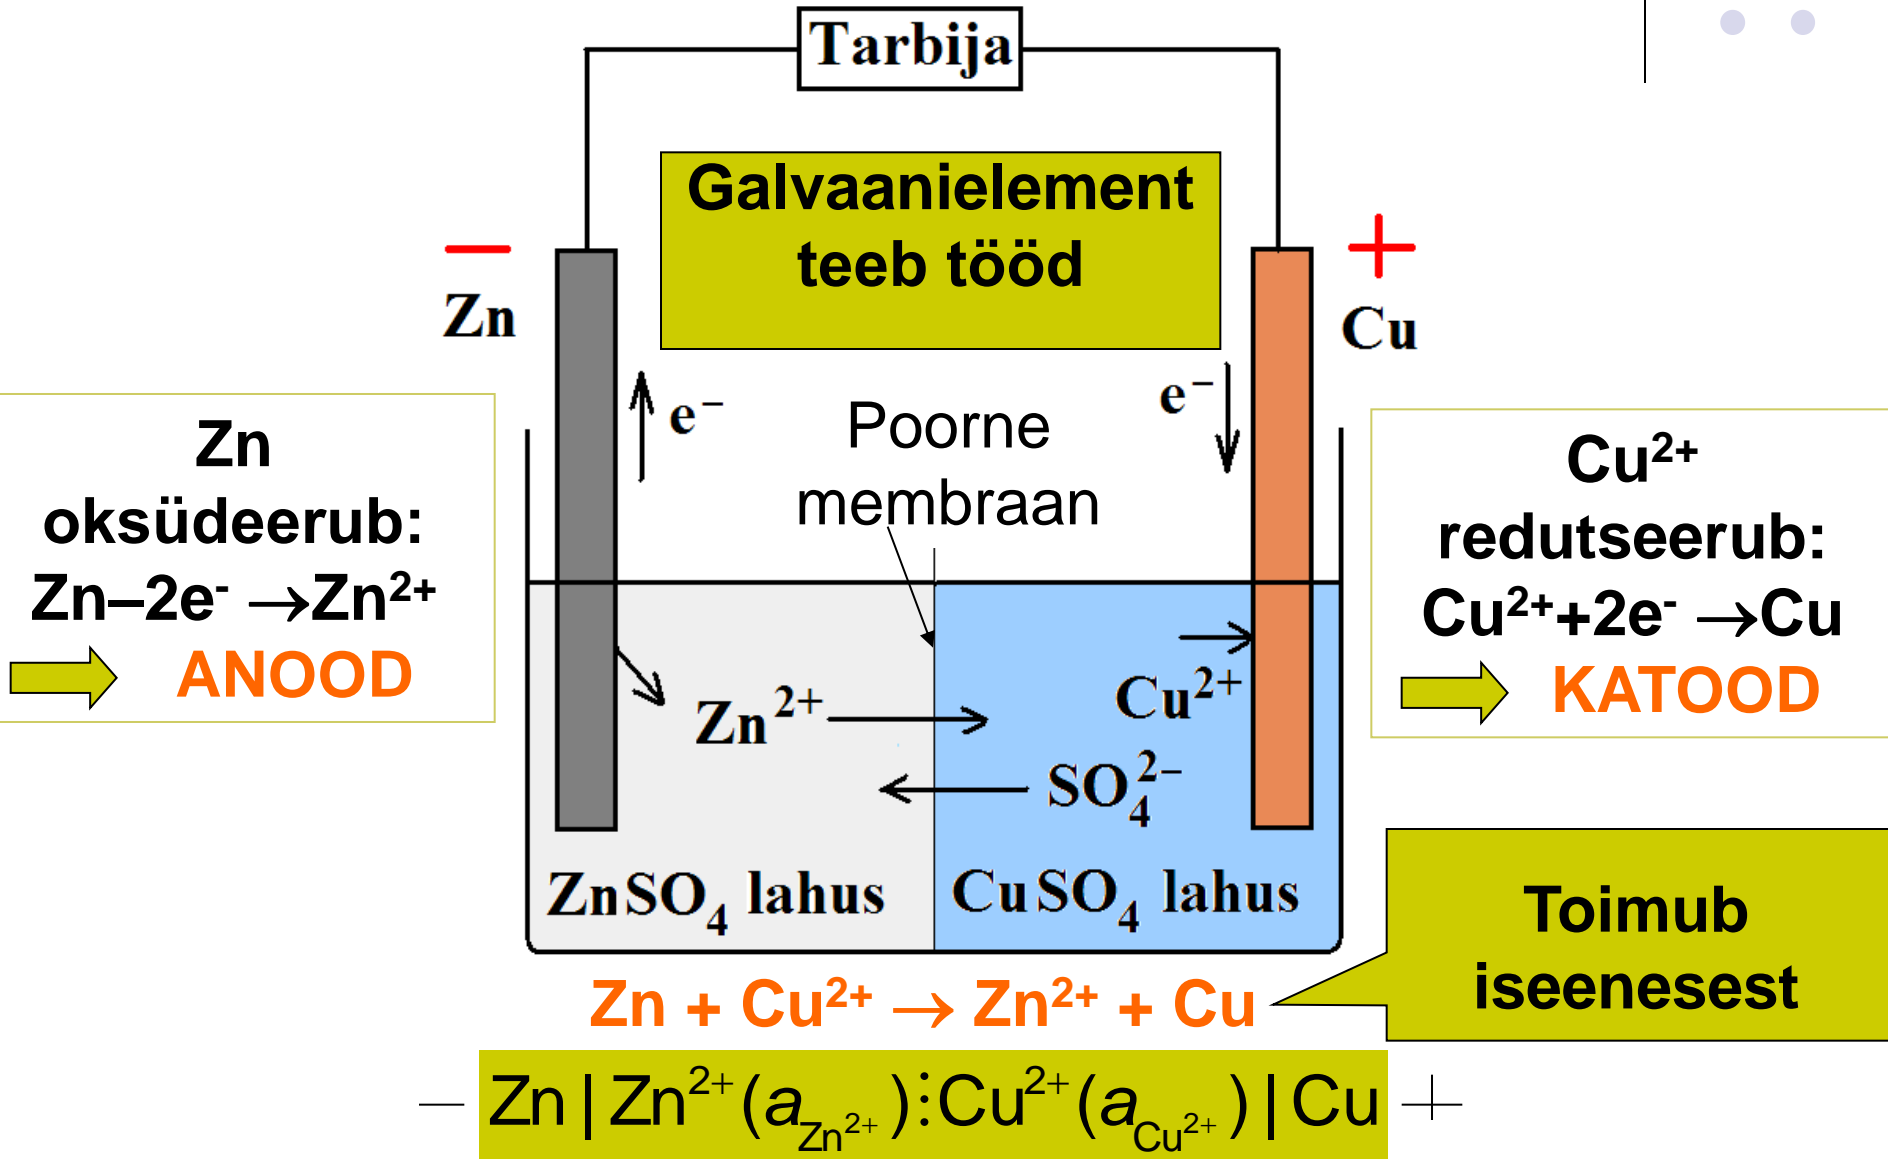 Tarbija
Galvaanielement
teeb tööd
−
Zn
+
Cu
e⁻
e⁻
Poorne
membraan
Zn
oksüdeerub:
Zn–2e⁻ →Zn²⁺
ANOOD
Cu²⁺
redutseerub:
Cu²⁺+2e⁻ →Cu
KATOOD
Zn²⁺
Cu²⁺
SO₄²⁻
ZnSO₄ lahus
CuSO₄ lahus
Toimub
iseenesest
Zn + Cu²⁺ → Zn²⁺ + Cu
− Zn | Zn²⁺ (a_Zn²⁺) ⋮ Cu²⁺ (a_Cu²⁺) | Cu +